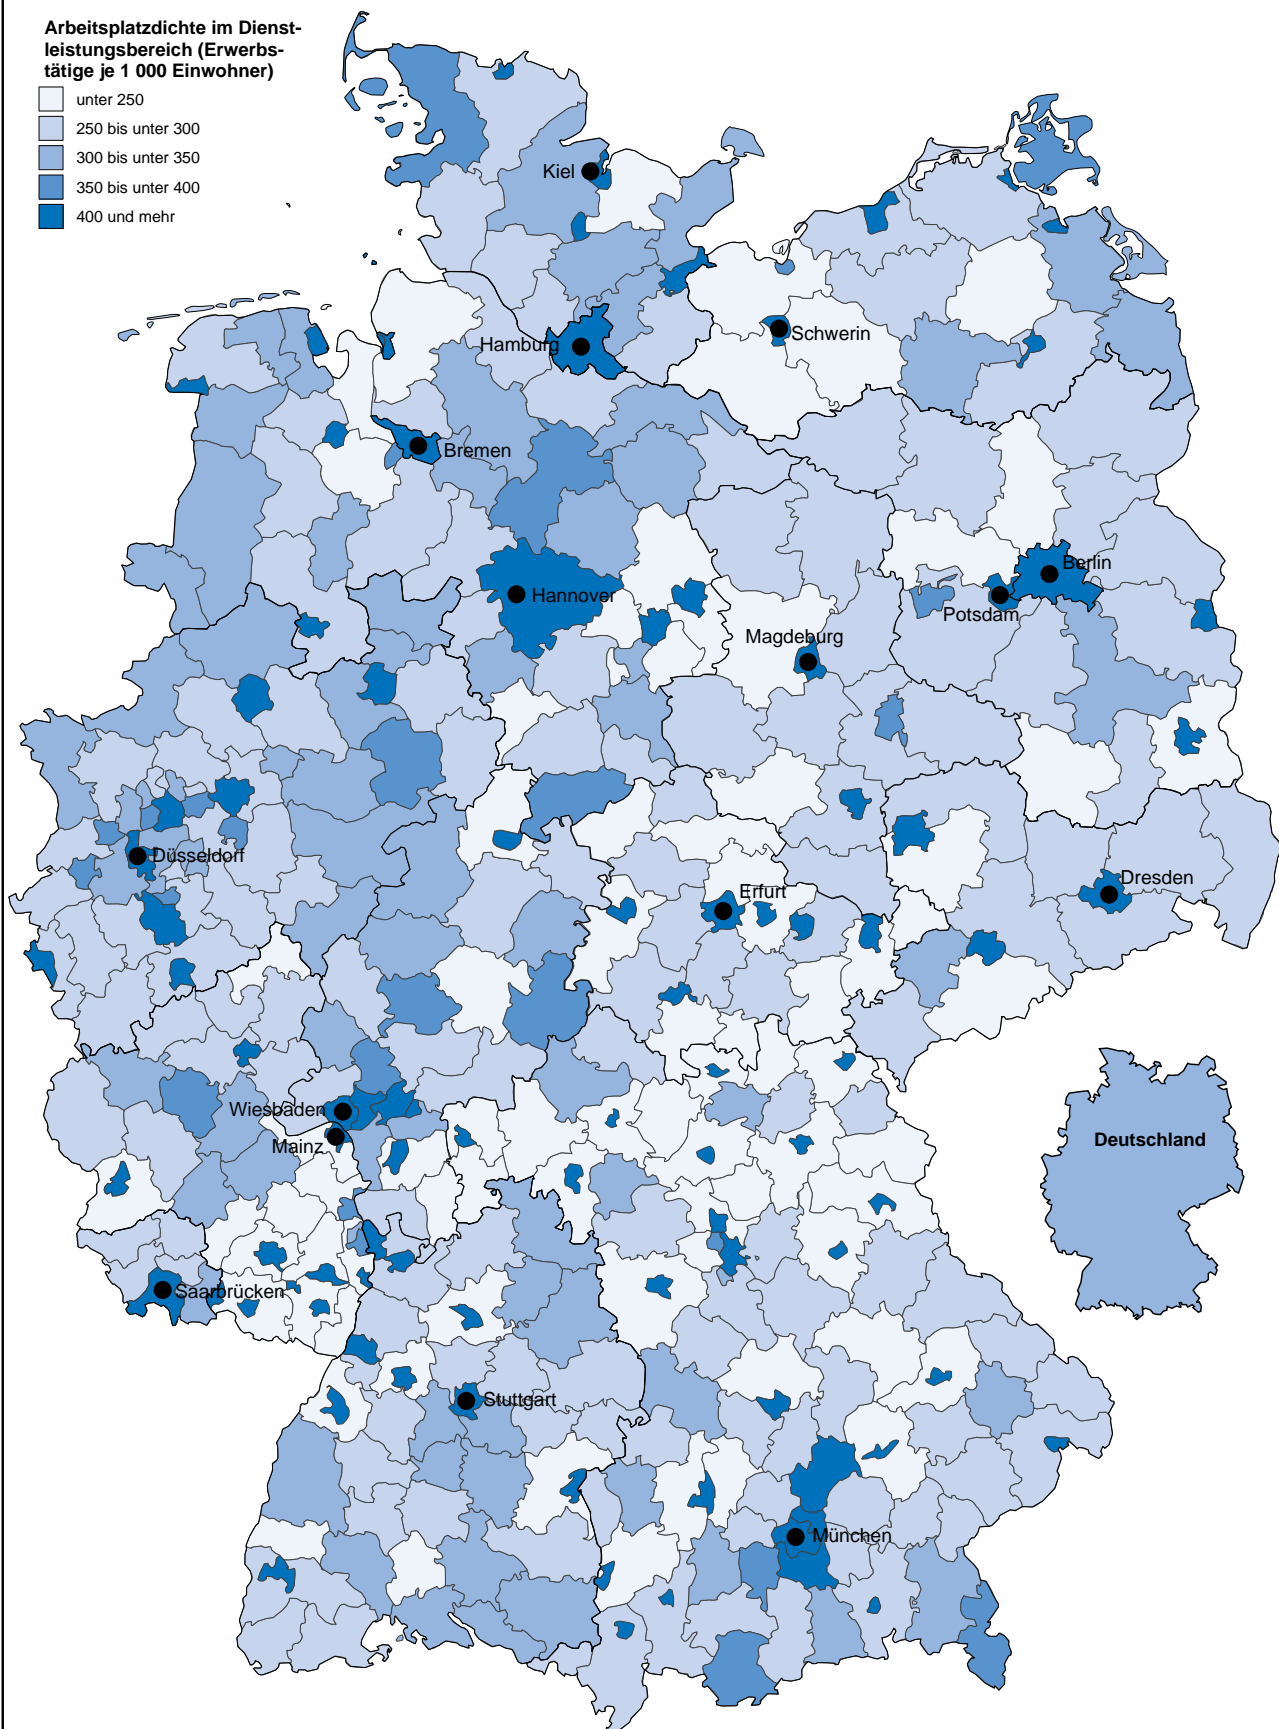 Arbeitsplatzdichte im Dienst-
leistungsbereich (Erwerbs-
tätige je 1 000 Einwohner)
unter 250
250 bis unter 300
300 bis unter 350
350 bis unter 400
400 und mehr
Kiel
Schwerin
Hamburg
Bremen
Berlin
Hannover
Potsdam
Magdeburg
Düsseldorf
Dresden
Erfurt
Wiesbaden
Mainz
Deutschland
Saarbrücken
Stuttgart
München